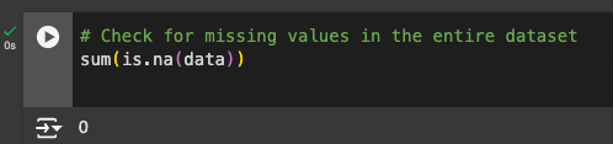 # Check for missing values in the entire dataset
sum(is.na(data))
0s
0